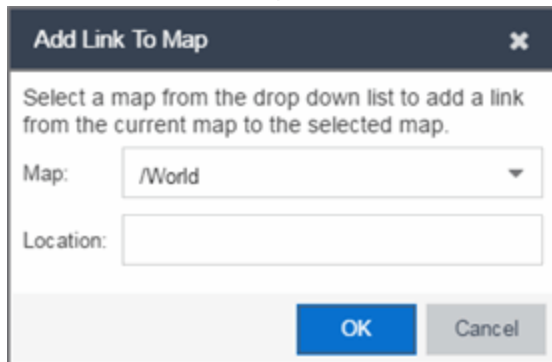 Add Link To Map
Select a map from the drop down list to add a link
from the current map to the selected map.
Map: /World
Location:
OK Cancel